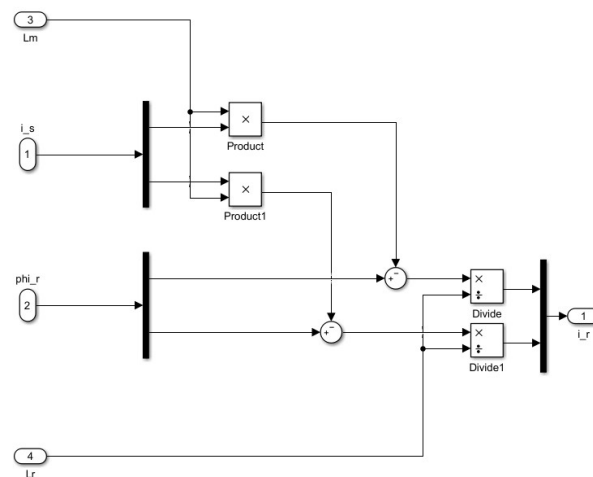 3
Lm
i_s
1
×
Product
×
Product1
phi_r
2
+
−
+
−
×
÷
Divide
×
÷
Divide1
1
i_r
4
Lr